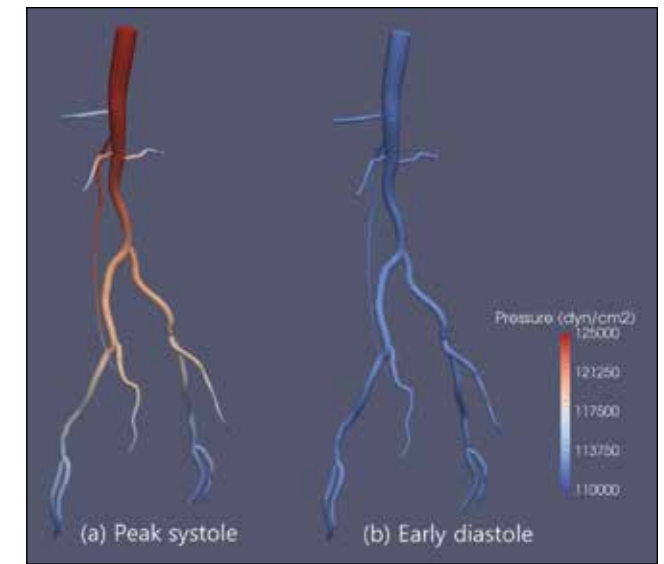 Pressure (dyn/cm2)
125000
121250
117500
113750
110000
(a) Peak systole
(b) Early diastole